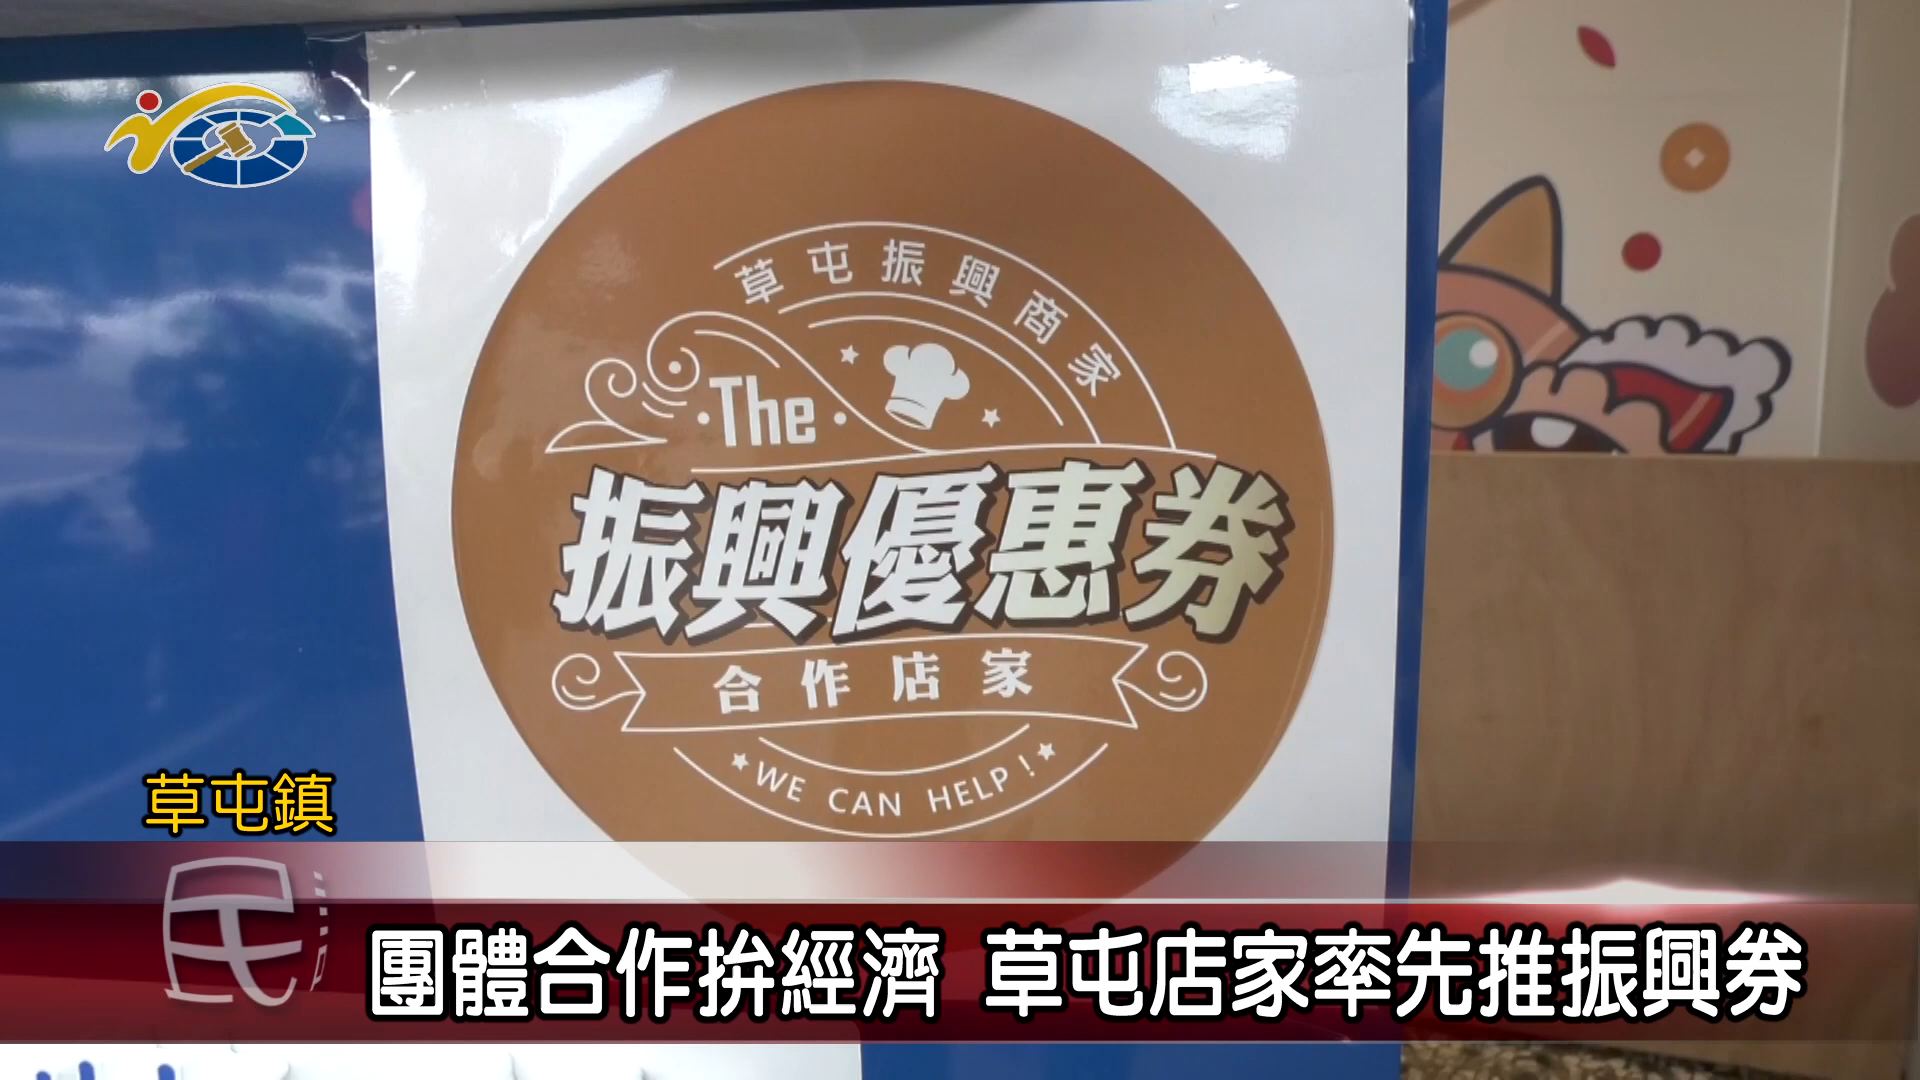 草屯振興商家
The
振興優惠券
合作店家
WE CAN HELP!
草屯鎮
民
團體合作拚經濟 草屯店家率先推振興券